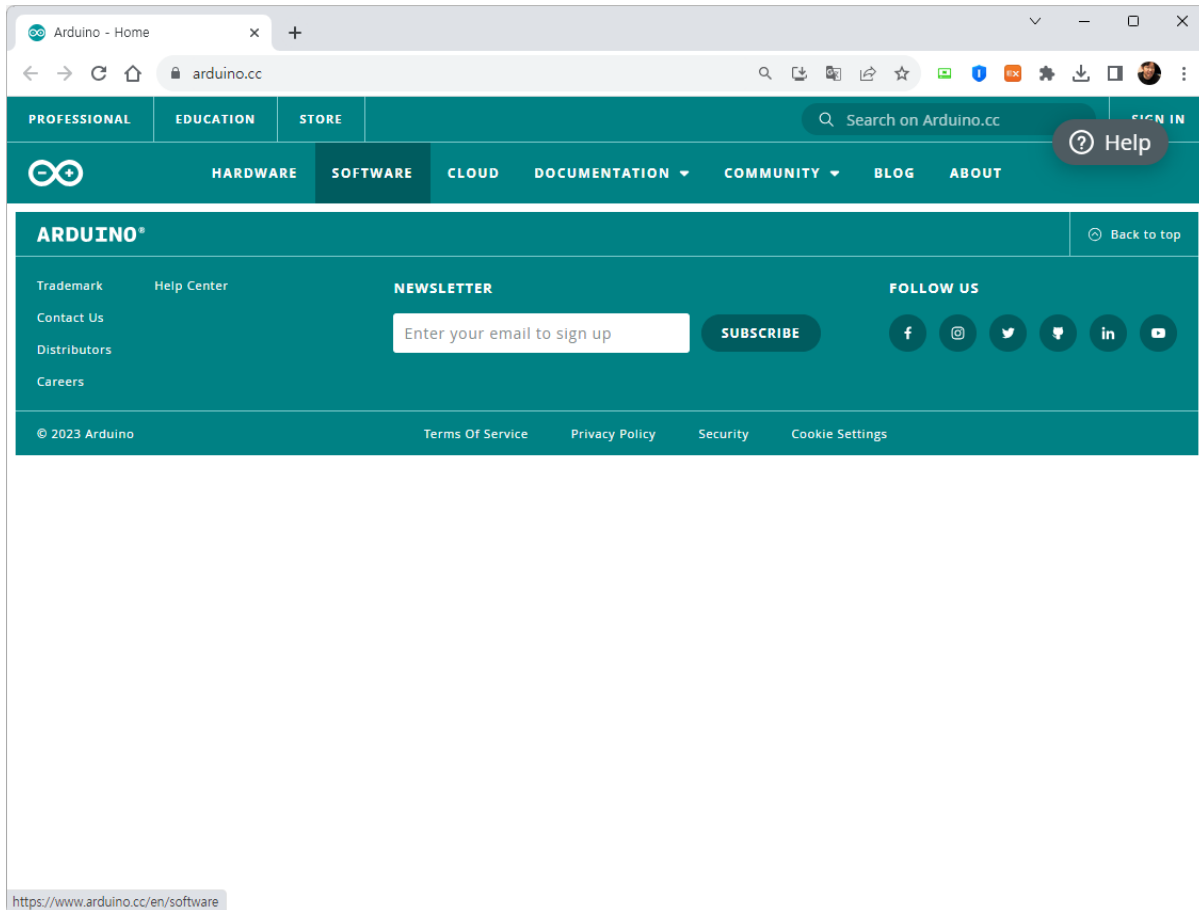 Arduino - Home
arduino.cc
PROFESSIONAL EDUCATION STORE Search on Arduino.cc SIGN IN
Help
HARDWARE SOFTWARE CLOUD DOCUMENTATION COMMUNITY BLOG ABOUT
ARDUINO® Back to top
Trademark Help Center NEWSLETTER FOLLOW US
Contact Us
Enter your email to sign up SUBSCRIBE
Distributors
Careers
© 2023 Arduino Terms Of Service Privacy Policy Security Cookie Settings
https://www.arduino.cc/en/software